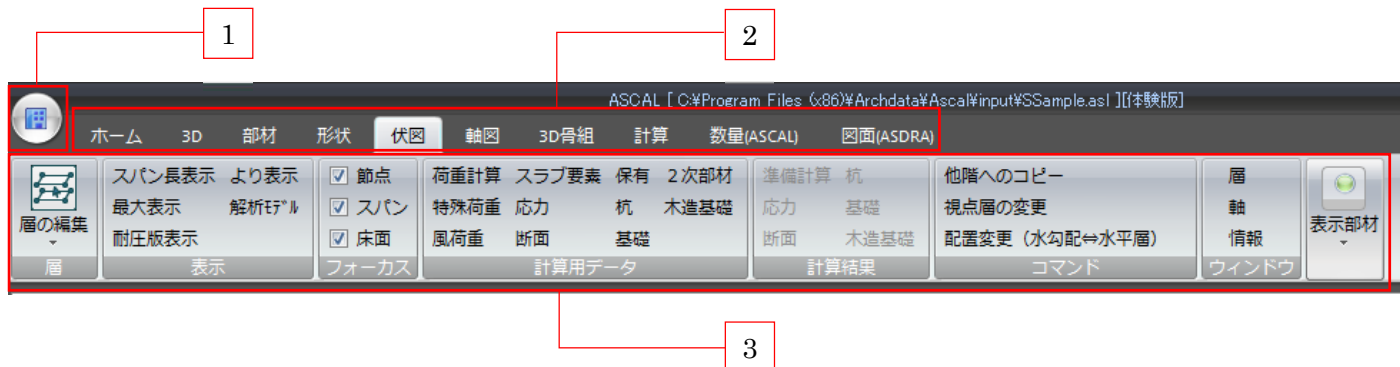 1
2
ASCAL [ C:¥Program Files (x86)¥Archdata¥Ascal¥input¥SSample.asl ][体験版]
ホーム 3D 部材 形状 伏図 軸図 3D骨組 計算 数量(ASCAL) 図面(ASDRA)
スパン長表示 より表示 節点 荷重計算 スラブ要素 保有 2次部材 準備計算 杭 他階へのコピー 層
層の編集 最大表示 解析ﾓﾃﾞﾙ スパン 特殊荷重 応力 杭 木造基礎 応力 基礎 視点層の変更 軸 表示部材
耐圧版表示 床面 風荷重 断面 基礎 断面 木造基礎 配置変更（水勾配⇔水平層） 情報
層 表示 フォーカス 計算用データ 計算結果 コマンド ウィンドウ
3